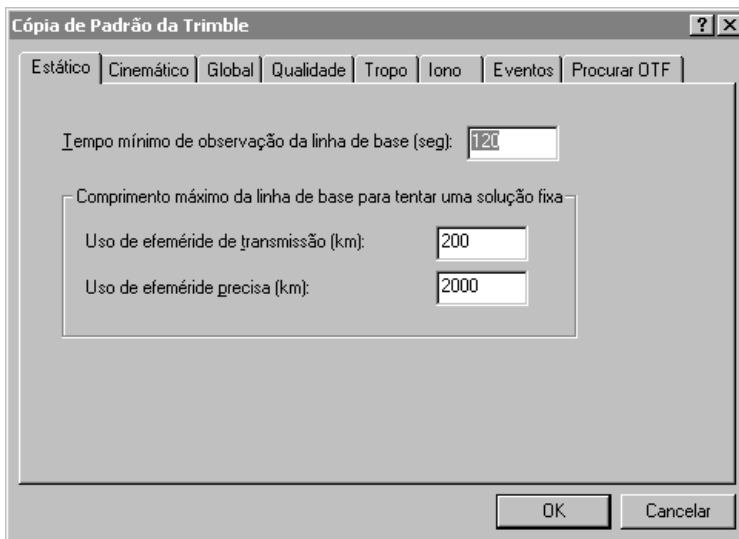 Cópia de Padrão da Trimble
Estático Cinemático Global Qualidade Tropo Iono Eventos Procurar OTF
Tempo mínimo de observação da linha de base (seg): 120
Comprimento máximo da linha de base para tentar uma solução fixa
Uso de efeméride de transmissão (km): 200
Uso de efeméride precisa (km): 2000
OK Cancelar